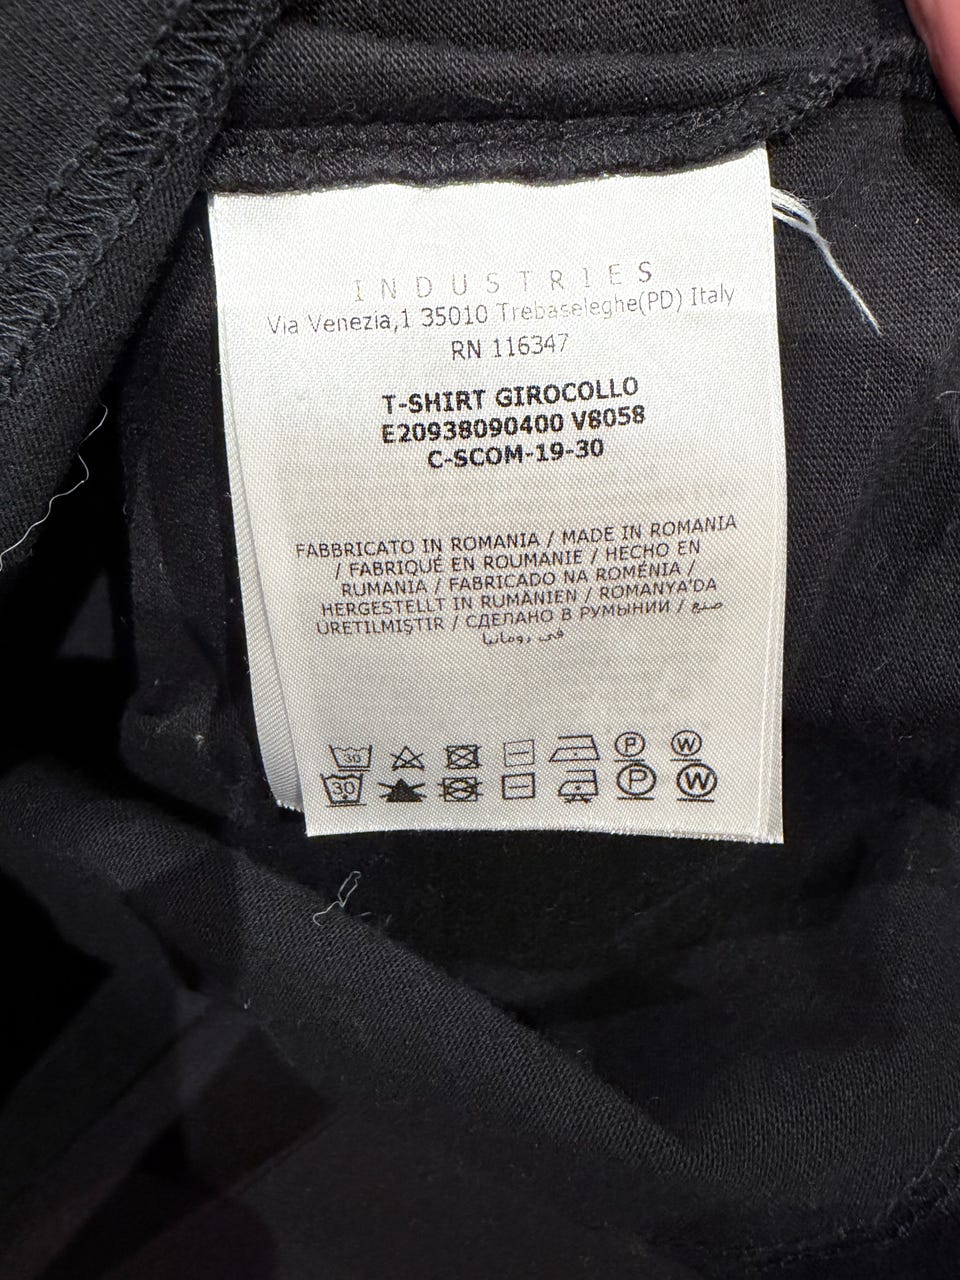 INDUSTRIES
Via Venezia,1 35010 Trebaseleghe(PD) Italy
RN 116347
T-SHIRT GIROCOLLO
E20938090400 V8058
C-SCOM-19-30
FABBRICATO IN ROMANIA / MADE IN ROMANIA
/ FABRIQUÉ EN ROUMANIE / HECHO EN
RUMANIA / FABRICADO NA ROMÉNIA /
HERGESTELLT IN RUMÄNIEN / ROMANYA'DA
ÜRETILMIŞTIR / СДЕЛАНО В РУМЫНИИ / صنع
في رومانيا
30 P W
30 P W